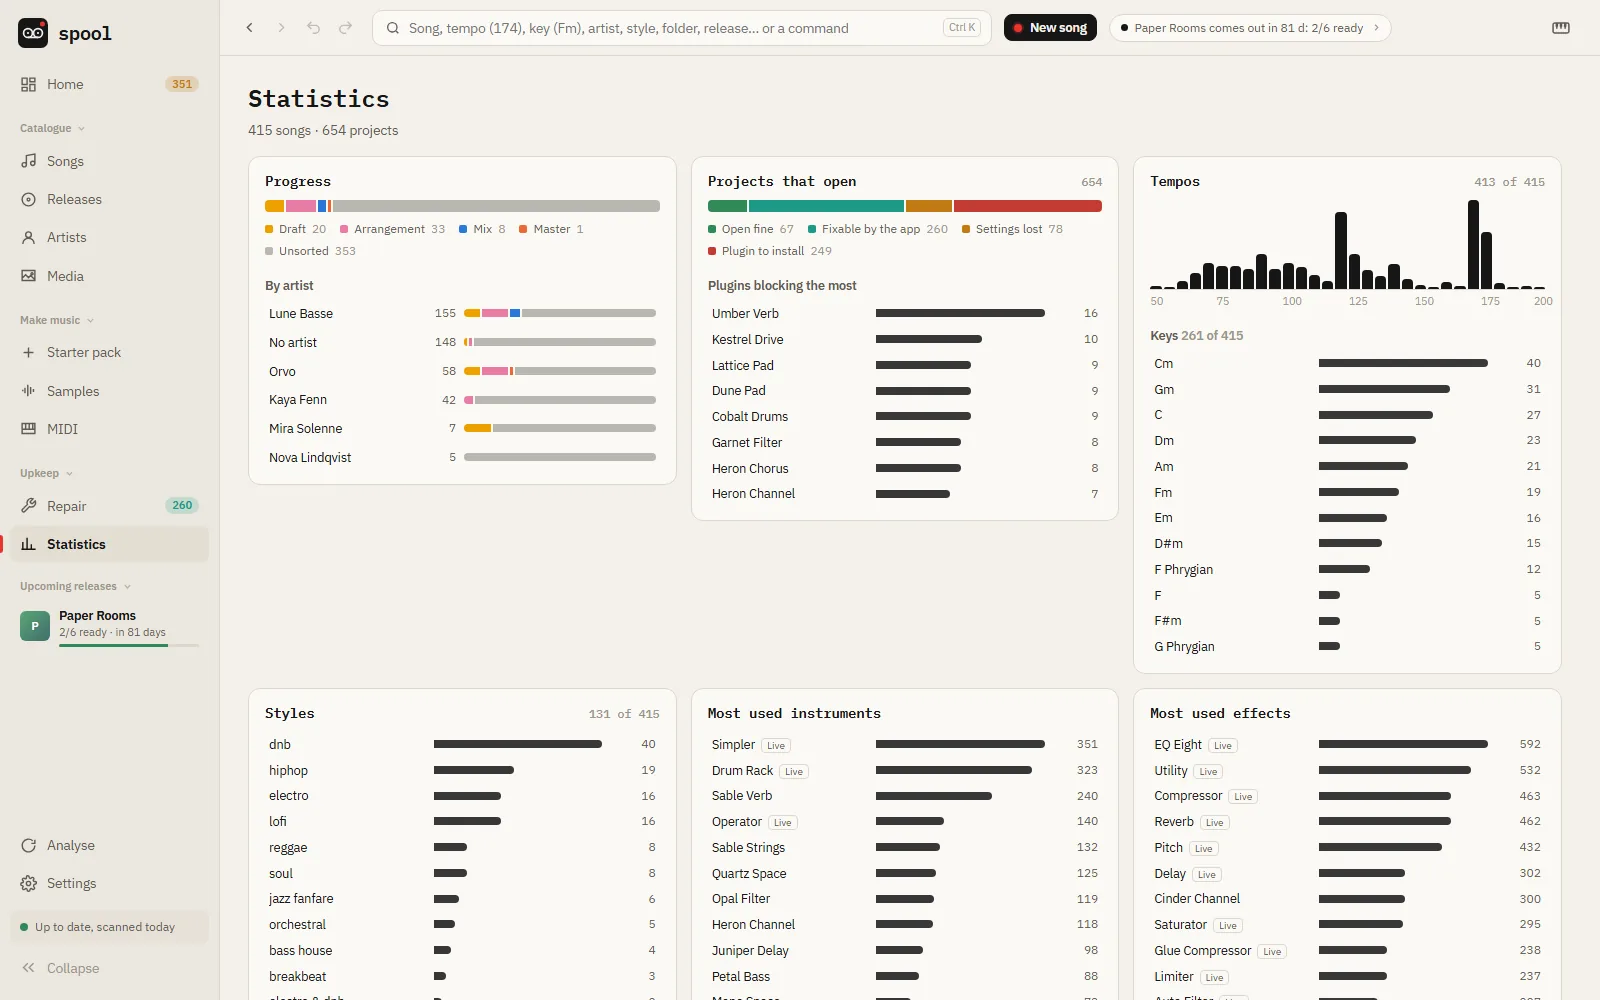 spool
Home 351
Catalogue
Songs
Releases
Artists
Media
Make music
Starter pack
Samples
MIDI
Upkeep
Repair 260
Statistics
Upcoming releases
P
Paper Rooms
2/6 ready · in 81 days
Analyse
Settings
Up to date, scanned today
Collapse
Song, tempo (174), key (Fm), artist, style, folder, release... or a command Ctrl K
New song
Paper Rooms comes out in 81 d: 2/6 ready
Statistics
415 songs · 654 projects
Progress
Draft 20 Arrangement 33 Mix 8 Master 1
Unsorted 353
By artist
Lune Basse 155
No artist 148
Orvo 58
Kaya Fenn 42
Mira Solenne 7
Nova Lindqvist 5
Projects that open 654
Open fine 67 Fixable by the app 260 Settings lost 78
Plugin to install 249
Plugins blocking the most
Umber Verb 16
Kestrel Drive 10
Lattice Pad 9
Dune Pad 9
Cobalt Drums 9
Garnet Filter 8
Heron Chorus 8
Heron Channel 7
Tempos 413 of 415
50 75 100 125 150 175 200
Keys 261 of 415
Cm 40
Gm 31
C 27
Dm 23
Am 21
Fm 19
Em 16
D#m 15
F Phrygian 12
F 5
F#m 5
G Phrygian 5
Styles 131 of 415
dnb 40
hiphop 19
electro 16
lofi 16
reggae 8
soul 8
jazz fanfare 6
orchestral 5
bass house 4
breakbeat 3
Most used instruments
Simpler Live 351
Drum Rack Live 323
Sable Verb 240
Operator Live 140
Sable Strings 132
Quartz Space 125
Opal Filter 119
Heron Channel 118
Juniper Delay 98
Petal Bass 88
Most used effects
EQ Eight Live 592
Utility Live 532
Compressor Live 463
Reverb Live 462
Pitch Live 432
Delay Live 302
Cinder Channel 300
Saturator Live 295
Glue Compressor Live 238
Limiter Live 237